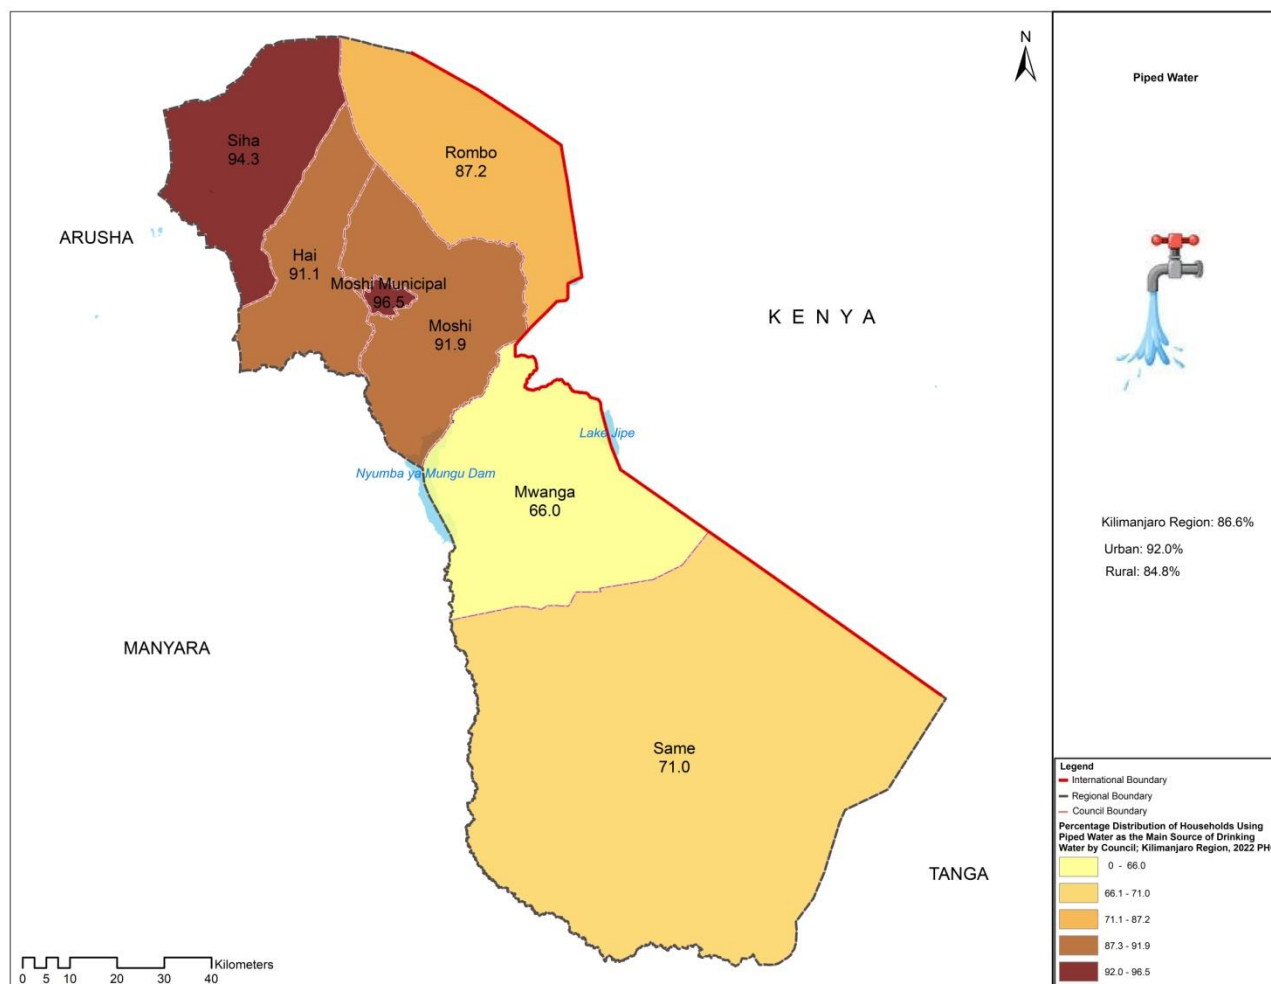 N
Piped Water
Siha
94.3
Rombo
87.2
ARUSHA
Hai
91.1
Moshi Municipal
96.5
Moshi
91.9
KENYA
Lake Jipe
Nyumba ya Mungu Dam
Mwanga
66.0
Kilimanjaro Region: 86.6%
Urban: 92.0%
Rural: 84.8%
MANYARA
Same
71.0
TANGA
Legend
International Boundary
Regional Boundary
Council Boundary
Percentage Distribution of Households Using
Piped Water as the Main Source of Drinking
Water by Council; Kilimanjaro Region, 2022 PH
0 - 66.0
66.1 - 71.0
71.1 - 87.2
87.3 - 91.9
92.0 - 96.5
Kilometers
0 5 10 20 30 40